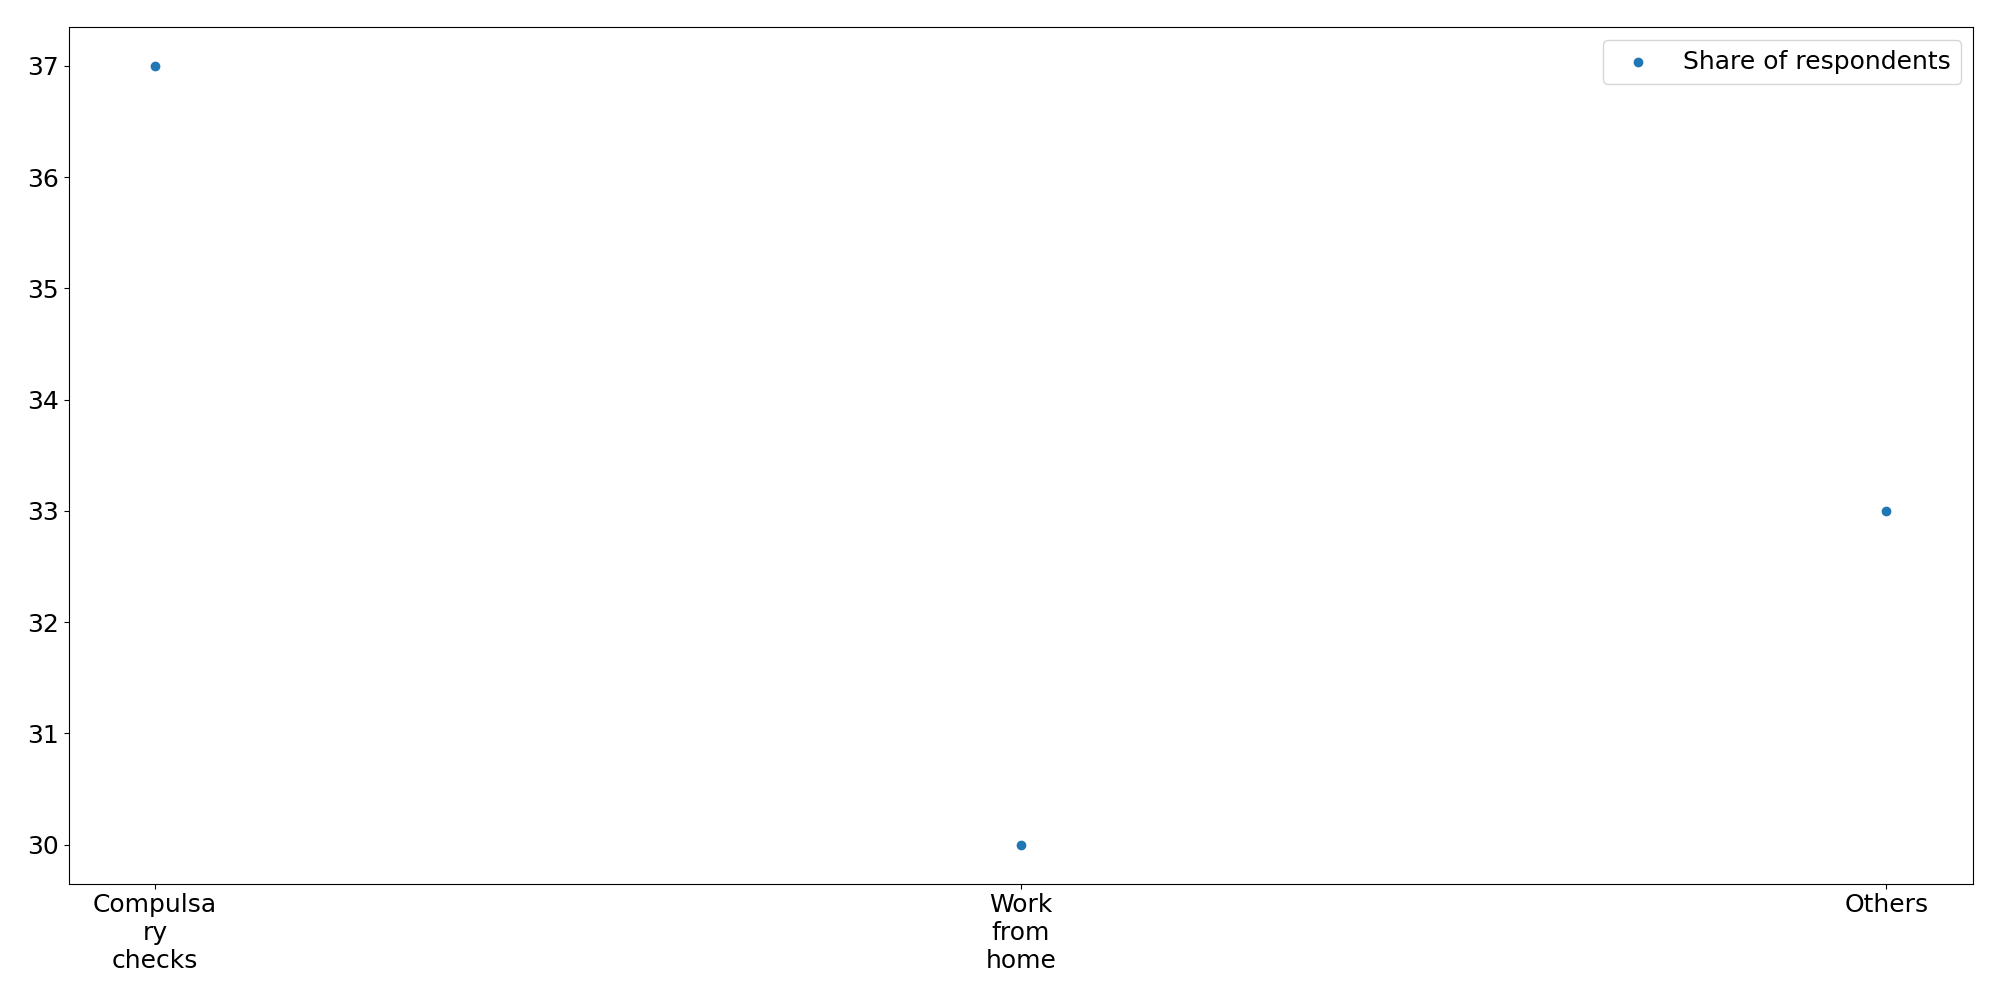 Share of respondents
37
36
35
34
33
32
31
30
Compulsa
ry
checks
Work
from
home
Others